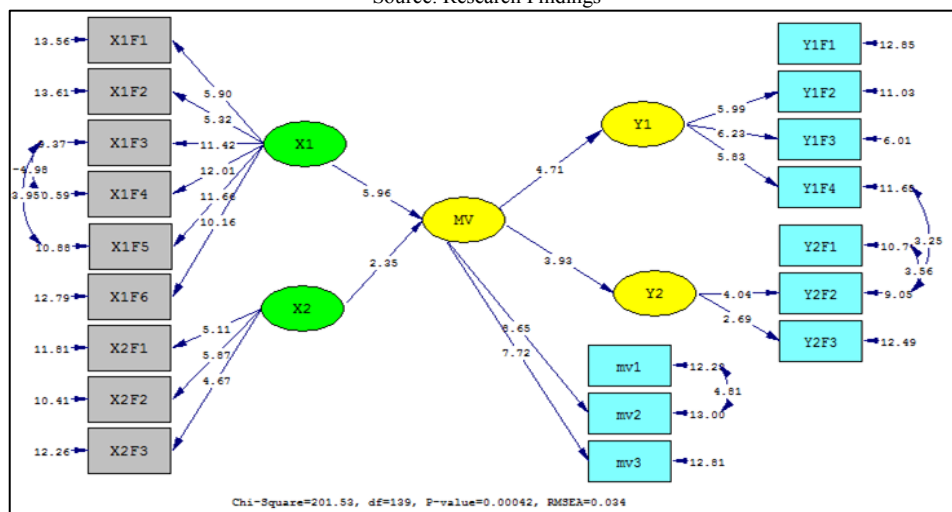 Source: Research Findings
13.56
X1F1
13.61
X1F2
9.37
X1F3
-4.98
X1F4
3.95
10.88
X1F5
12.79
X1F6
11.81
X2F1
10.41
X2F2
12.26
X2F3
5.90
5.32
11.42
12.01
11.66
10.16
5.11
5.87
4.67
X1
X2
5.96
2.35
MV
4.71
3.93
8.65
7.72
Y1
Y2
5.99
6.23
5.83
4.04
2.69
Y1F1
12.85
Y1F2
11.03
Y1F3
6.01
Y1F4
11.65
3.25
Y2F1
10.7
3.56
Y2F2
9.05
Y2F3
12.49
mv1
12.29
4.81
mv2
13.00
mv3
12.81
Chi-Square=201.53, df=139, P-value=0.00042, RMSEA=0.034